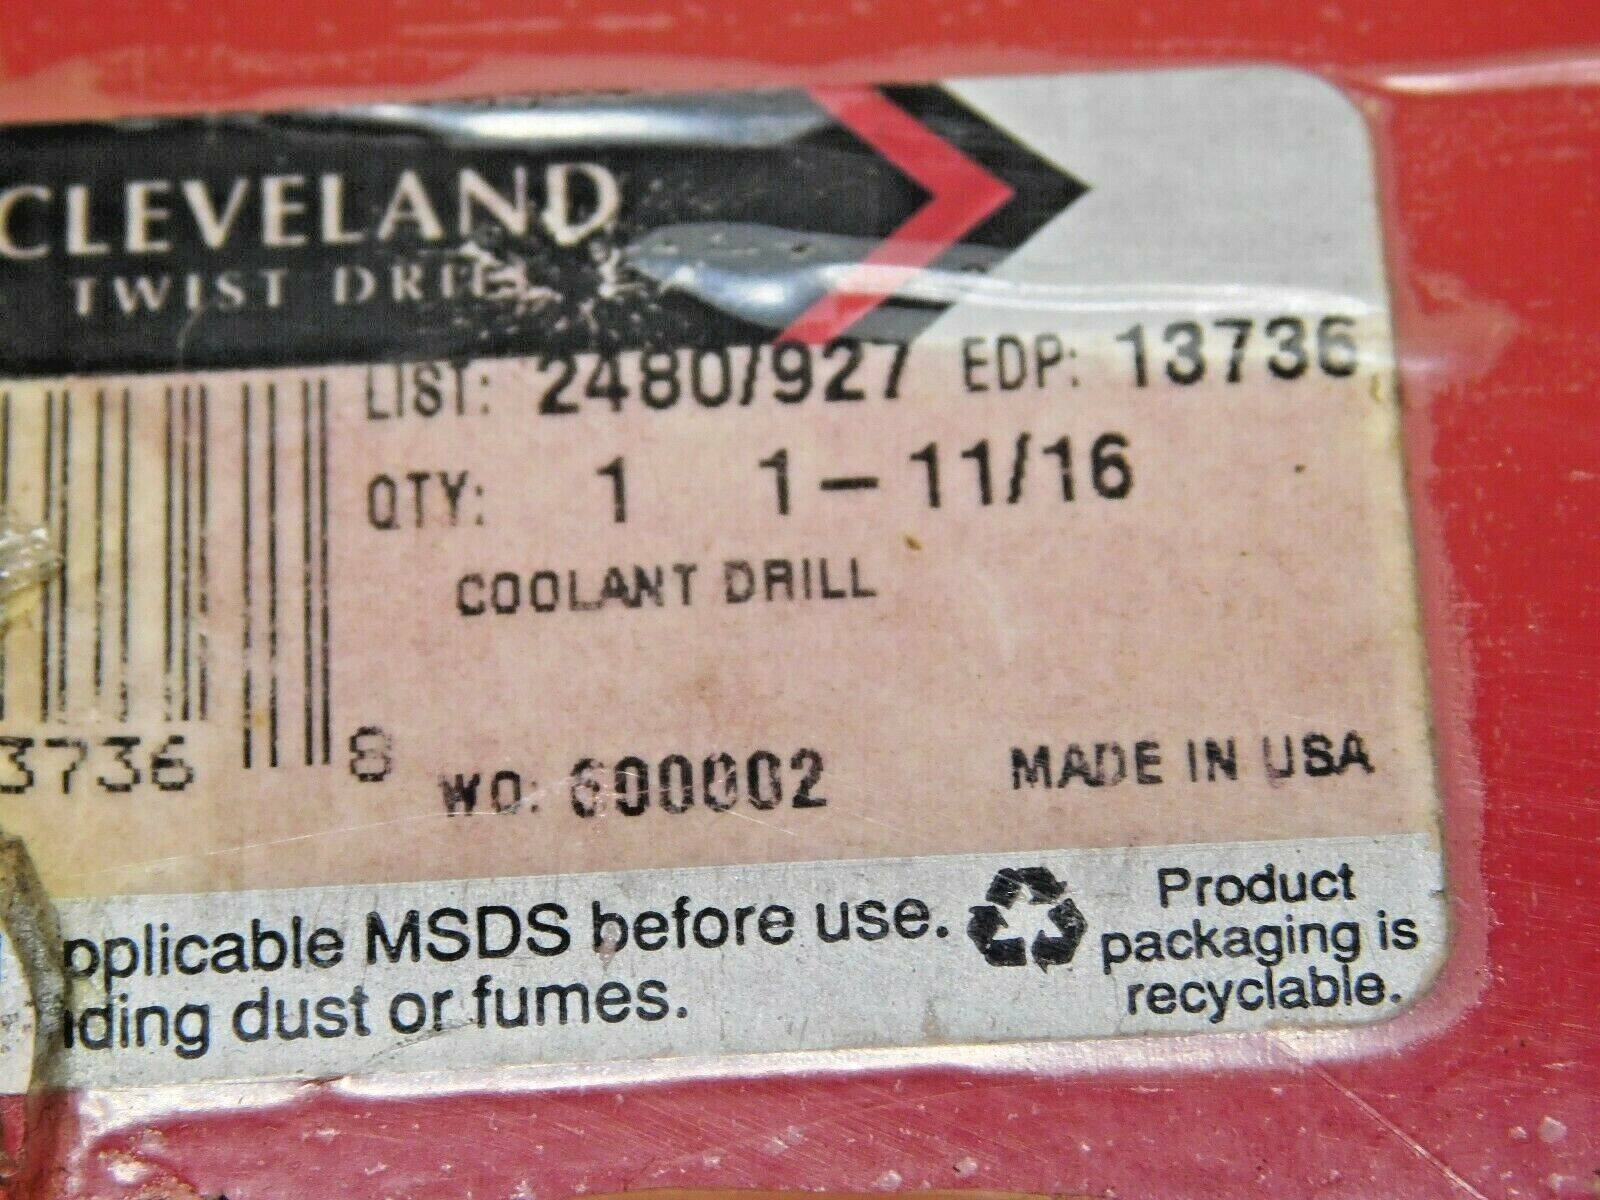 CLEVELAND
TWIST DRILL
LIST: 2480/927 EDP: 13736
QTY: 1 1-11/16
COOLANT DRILL
3736 8
WO: 600002 MADE IN USA
pplicable MSDS before use.
ding dust or fumes.
Product
packaging is
recyclable.